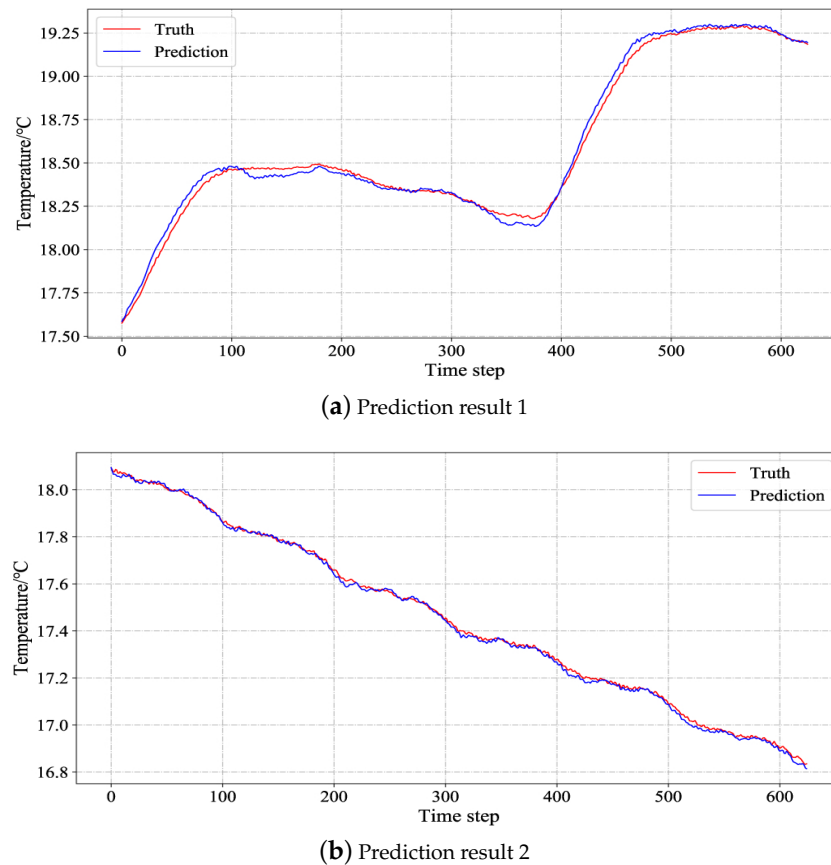 19.25
19.00
18.75
18.50
18.25
18.00
17.75
17.50
Temperature/°C
Truth
Prediction
0 100 200 300 400 500 600
Time step
(a) Prediction result 1
18.0
17.8
17.6
17.4
17.2
17.0
16.8
Temperature/°C
Truth
Prediction
0 100 200 300 400 500 600
Time step
(b) Prediction result 2